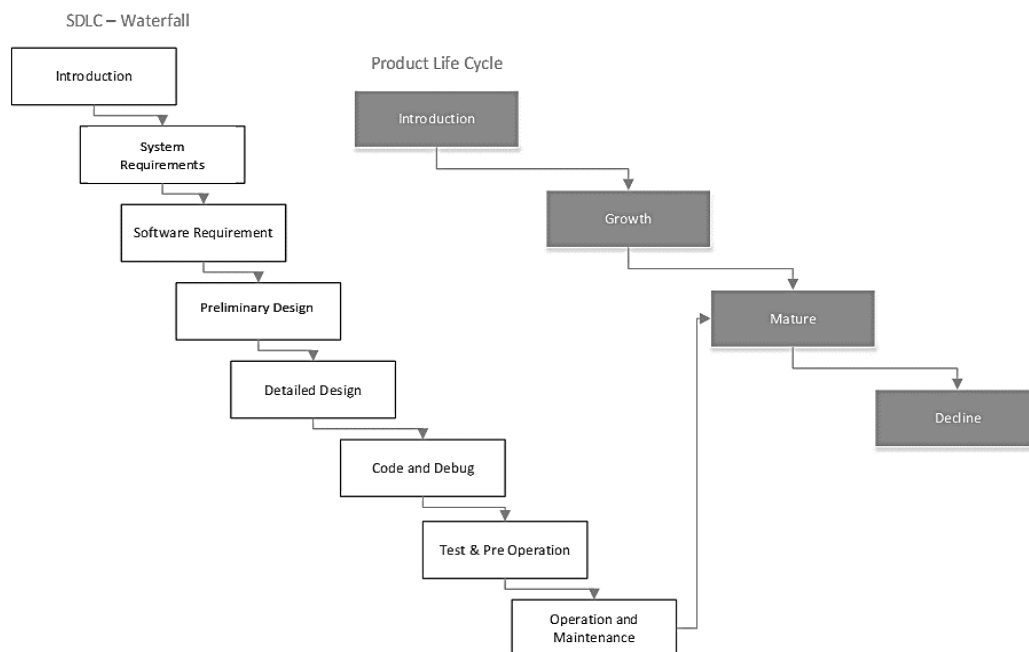 SDLC – Waterfall
Introduction
System
Requirements
Software Requirement
Preliminary Design
Detailed Design
Code and Debug
Test & Pre Operation
Operation and
Maintenance
Product Life Cycle
Introduction
Growth
Mature
Decline